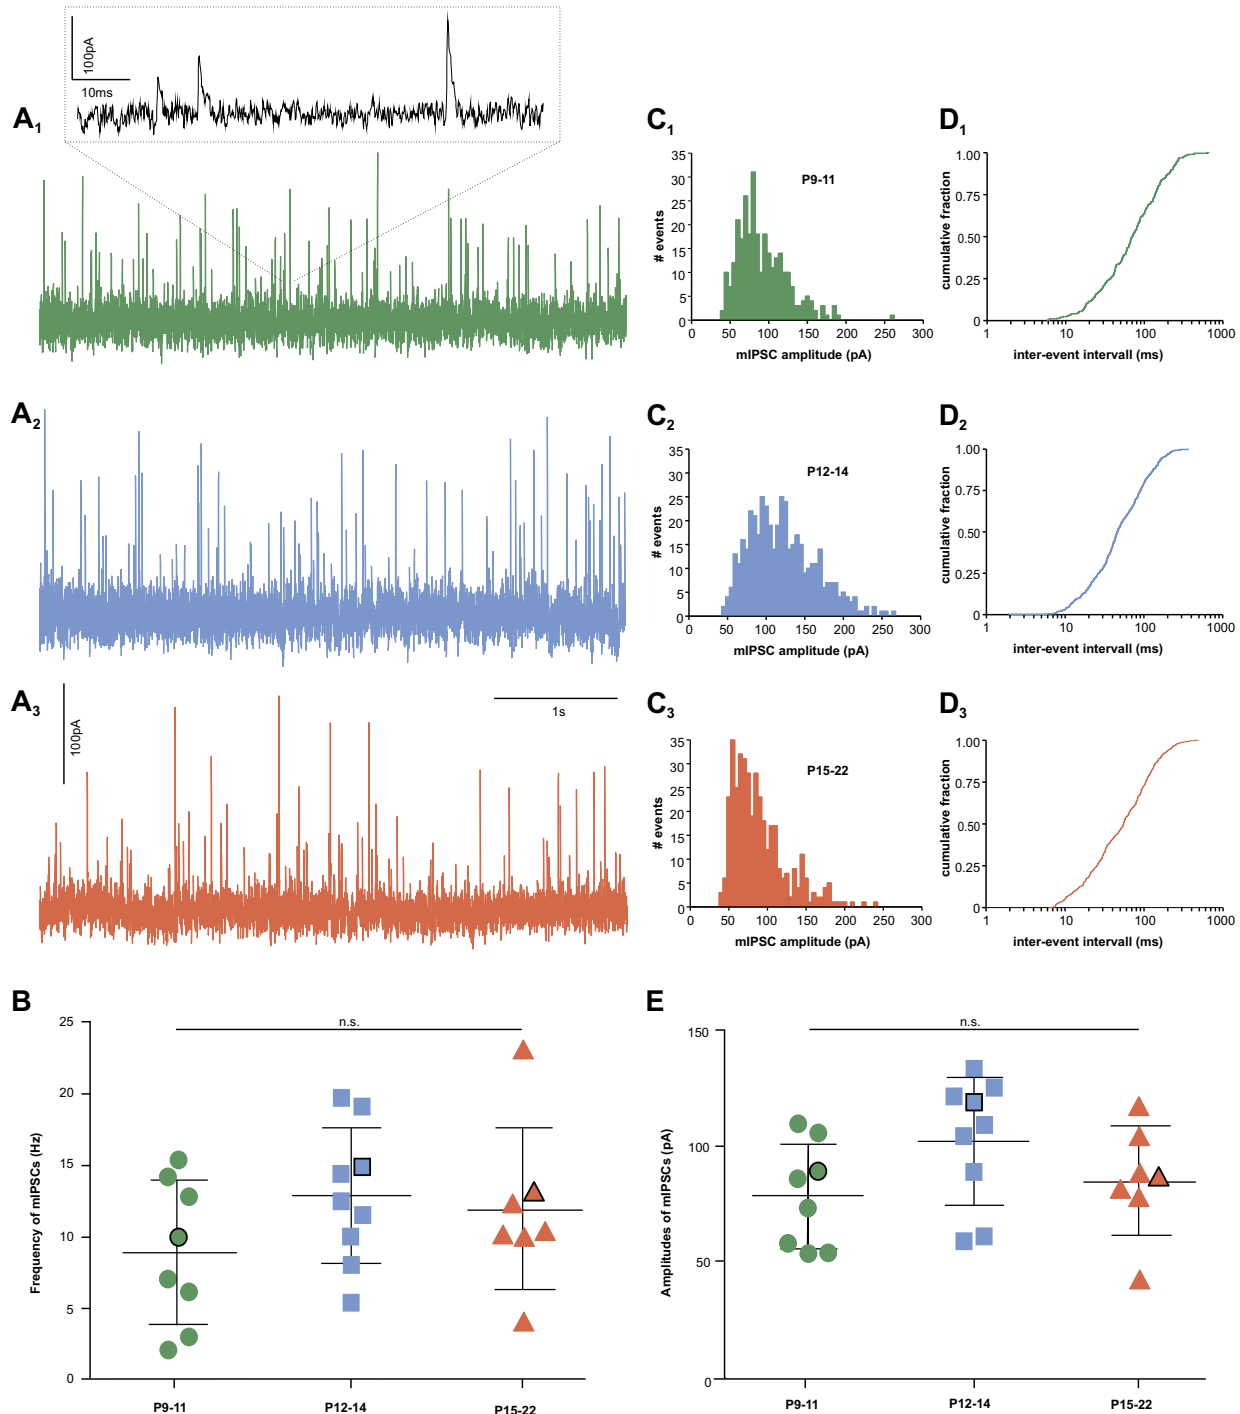 100pA
10ms
A1
C1
D1
35
30
25
20
15
10
5
0
# events
P9-11
0
50
100
150
200
250
300
mIPSC amplitude (pA)
1.00
0.75
0.50
0.25
0
cumulative fraction
1
10
100
1000
inter-event intervall (ms)
A2
C2
D2
35
30
25
20
15
10
5
0
# events
P12-14
0
50
100
150
200
250
300
mIPSC amplitude (pA)
1.00
0.75
0.50
0.25
0
cumulative fraction
1
10
100
1000
inter-event intervall (ms)
A3
100pA
1s
C3
D3
35
30
25
20
15
10
5
0
# events
P15-22
0
50
100
150
200
250
300
mIPSC amplitude (pA)
1.00
0.75
0.50
0.25
0
cumulative fraction
1
10
100
1000
inter-event intervall (ms)
B
25
20
15
10
5
0
Frequency of mIPSCs (Hz)
n.s.
P9-11
P12-14
P15-22
E
150
100
50
0
Amplitudes of mIPSCs (pA)
n.s.
P9-11
P12-14
P15-22